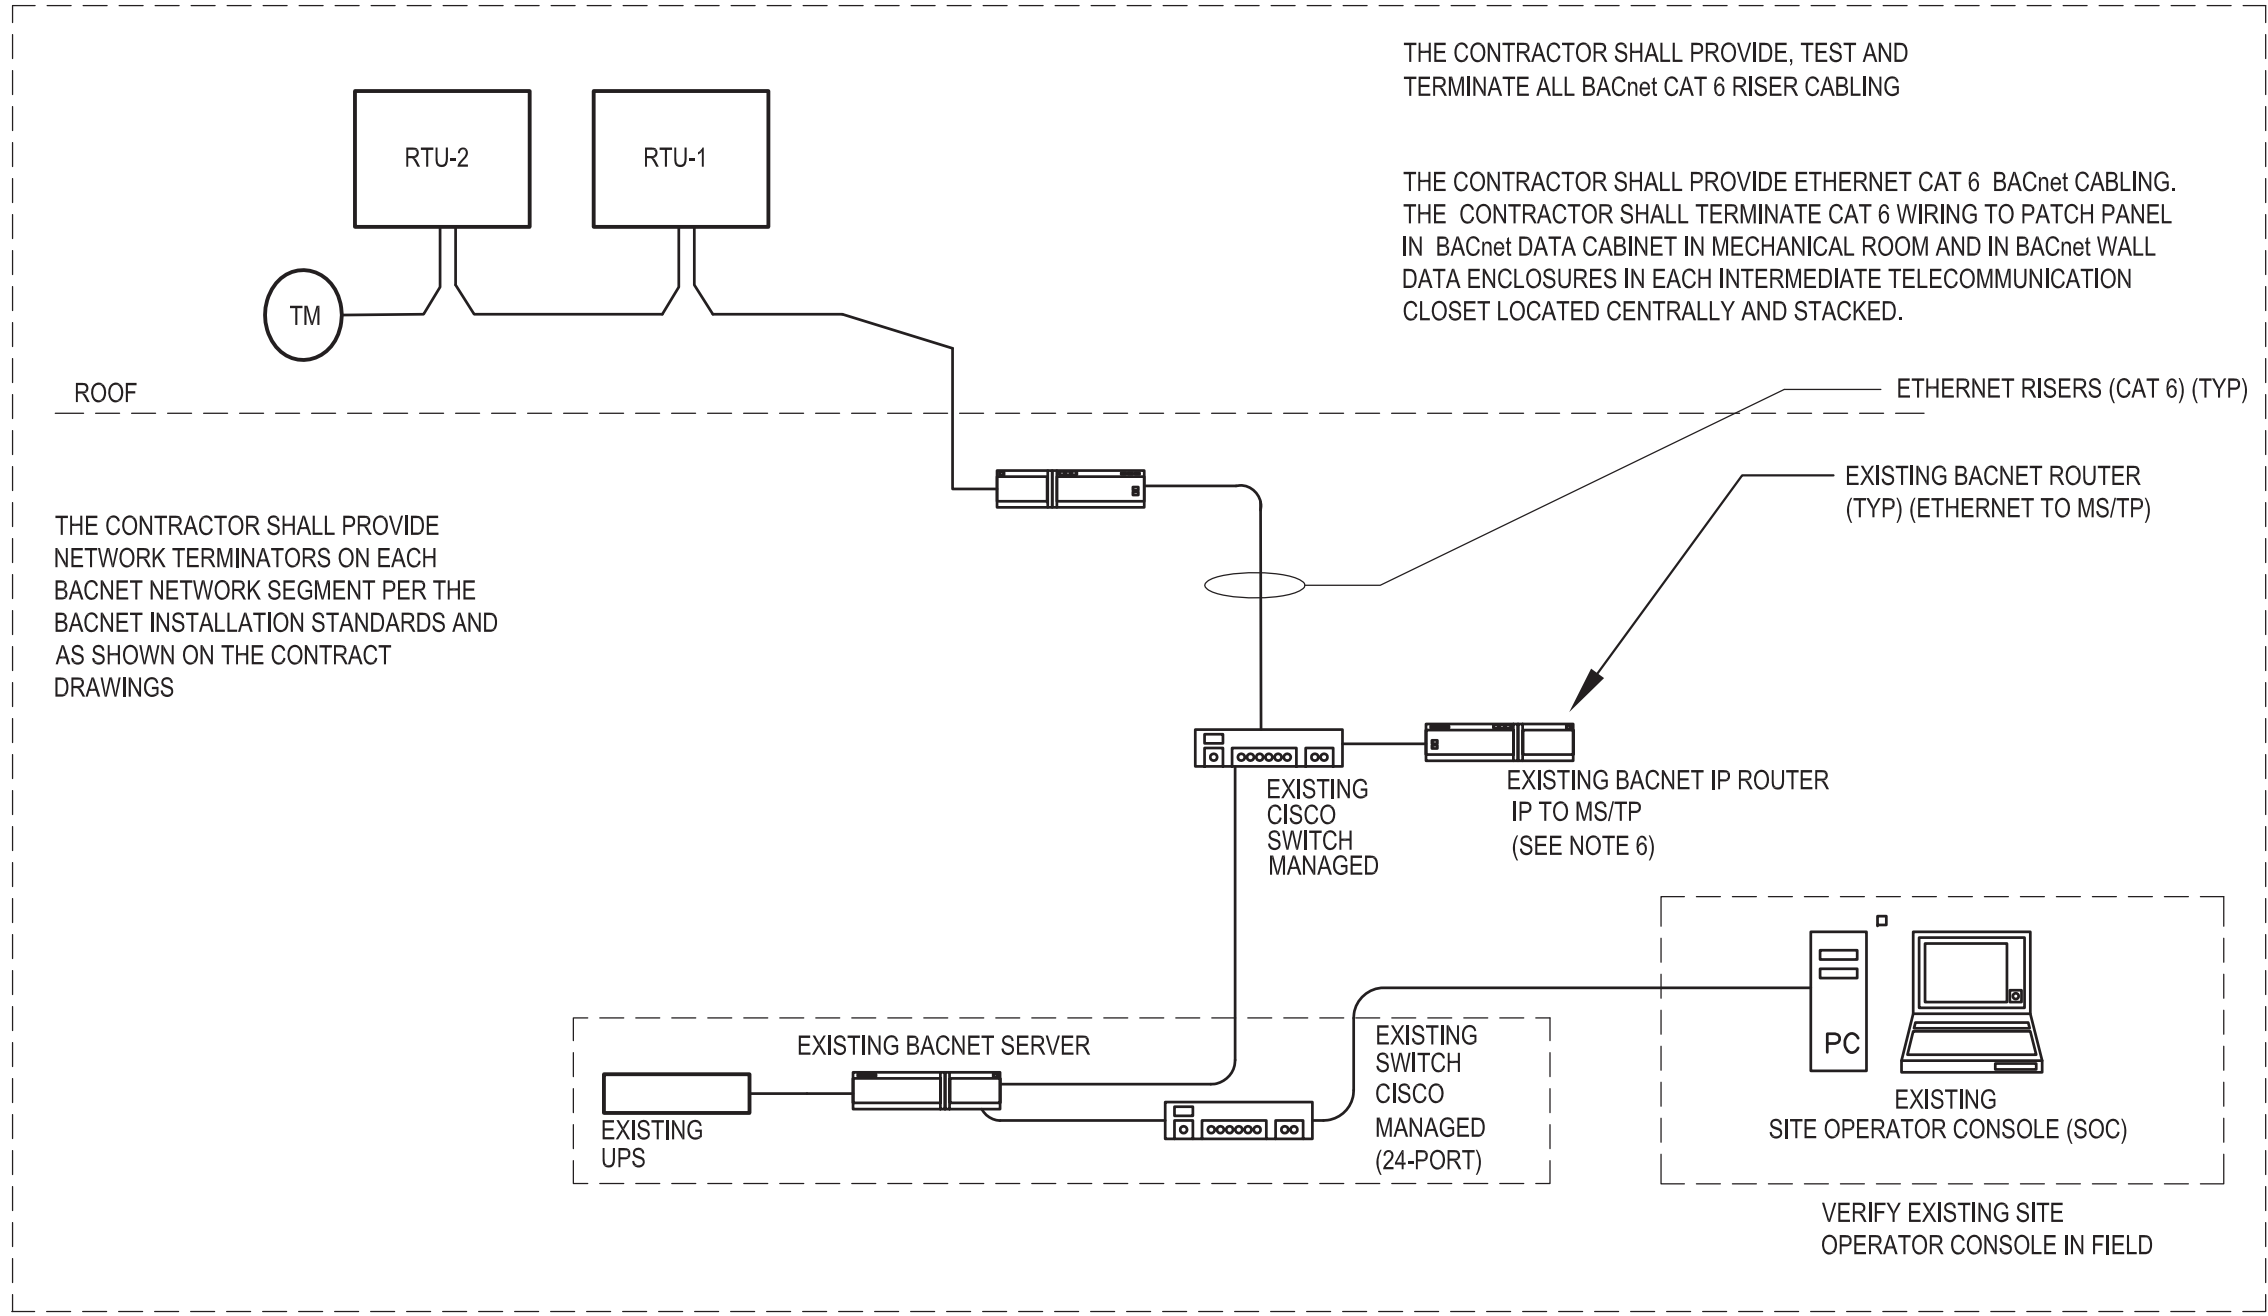 THE CONTRACTOR SHALL PROVIDE, TEST AND
TERMINATE ALL BACnet CAT 6 RISER CABLING
RTU-2
RTU-1
THE CONTRACTOR SHALL PROVIDE ETHERNET CAT 6 BACnet CABLING.
THE CONTRACTOR SHALL TERMINATE CAT 6 WIRING TO PATCH PANEL
IN BACnet DATA CABINET IN MECHANICAL ROOM AND IN BACnet WALL
DATA ENCLOSURES IN EACH INTERMEDIATE TELECOMMUNICATION
CLOSET LOCATED CENTRALLY AND STACKED.
TM
ROOF
ETHERNET RISERS (CAT 6) (TYP)
EXISTING BACNET ROUTER
(TYP) (ETHERNET TO MS/TP)
THE CONTRACTOR SHALL PROVIDE
NETWORK TERMINATORS ON EACH
BACNET NETWORK SEGMENT PER THE
BACNET INSTALLATION STANDARDS AND
AS SHOWN ON THE CONTRACT
DRAWINGS
EXISTING
CISCO
SWITCH
MANAGED
EXISTING BACNET IP ROUTER
IP TO MS/TP
(SEE NOTE 6)
EXISTING BACNET SERVER
EXISTING
UPS
EXISTING
SWITCH
CISCO
MANAGED
(24-PORT)
PC
EXISTING
SITE OPERATOR CONSOLE (SOC)
VERIFY EXISTING SITE
OPERATOR CONSOLE IN FIELD